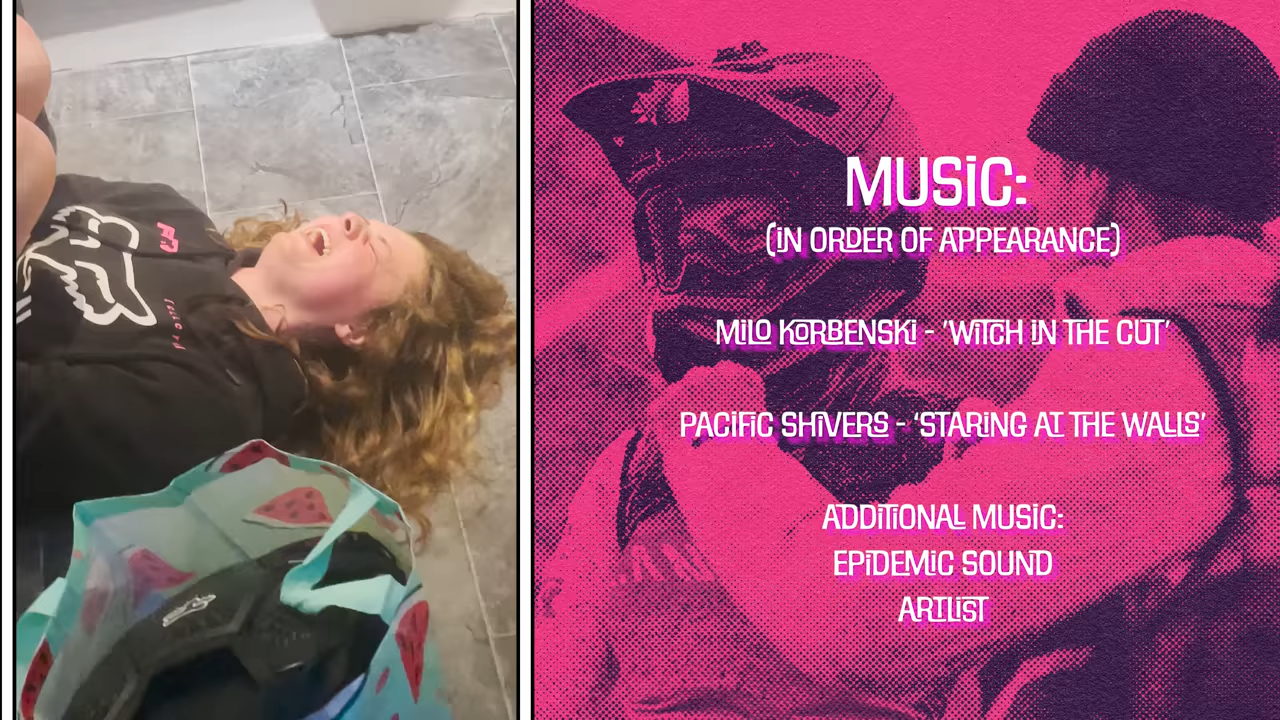 MUSIC:
(IN ORDER OF APPEARANCE)
MILO KORBENSKI - 'WITCH IN THE CUT'
PACIFIC SHIVERS - 'STARING AT THE WALLS'
ADDITIONAL MUSIC:
EPIDEMIC SOUND
ARTLIST